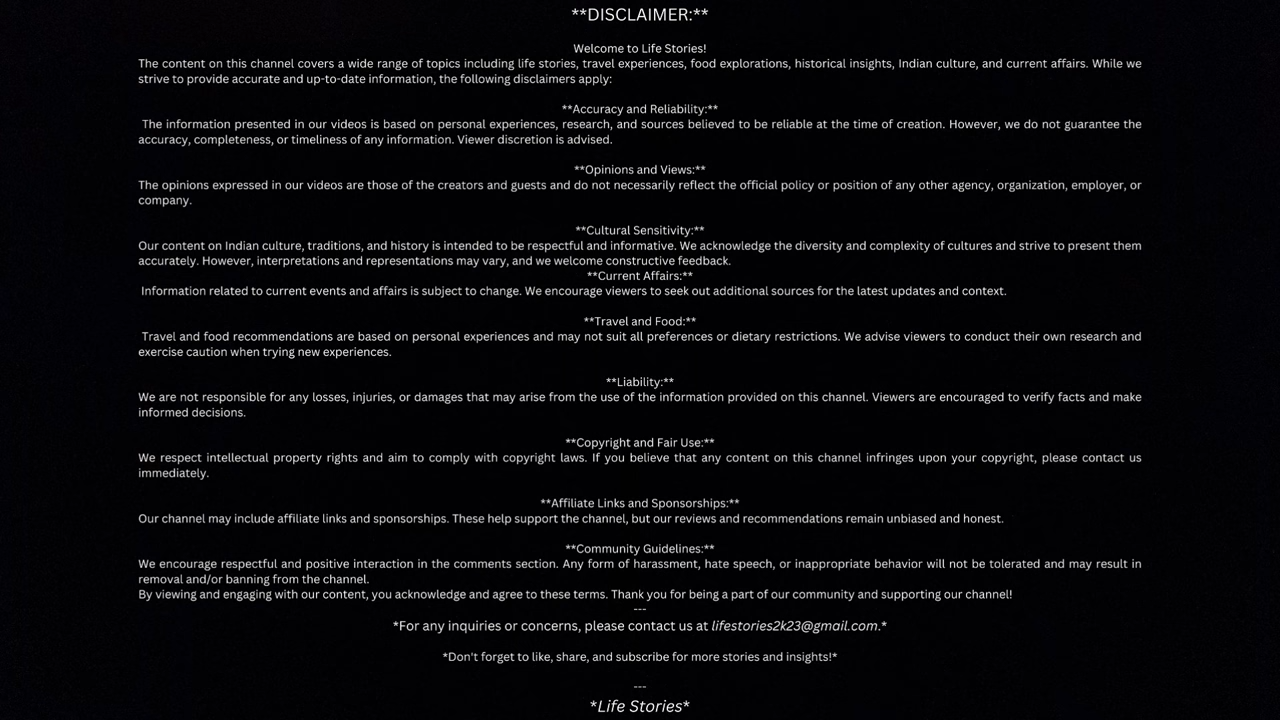 **DISCLAIMER:**
Welcome to Life Stories!
The content on this channel covers a wide range of topics including life stories, travel experiences, food explorations, historical insights, Indian culture, and current affairs. While we
strive to provide accurate and up-to-date information, the following disclaimers apply:
**Accuracy and Reliability:**
The information presented in our videos is based on personal experiences, research, and sources believed to be reliable at the time of creation. However, we do not guarantee the
accuracy, completeness, or timeliness of any information. Viewer discretion is advised.
**Opinions and Views:**
The opinions expressed in our videos are those of the creators and guests and do not necessarily reflect the official policy or position of any other agency, organization, employer, or
company.
**Cultural Sensitivity:**
Our content on Indian culture, traditions, and history is intended to be respectful and informative. We acknowledge the diversity and complexity of cultures and strive to present them
accurately. However, interpretations and representations may vary, and we welcome constructive feedback.
**Current Affairs:**
Information related to current events and affairs is subject to change. We encourage viewers to seek out additional sources for the latest updates and context.
**Travel and Food:**
Travel and food recommendations are based on personal experiences and may not suit all preferences or dietary restrictions. We advise viewers to conduct their own research and
exercise caution when trying new experiences.
**Liability:**
We are not responsible for any losses, injuries, or damages that may arise from the use of the information provided on this channel. Viewers are encouraged to verify facts and make
informed decisions.
**Copyright and Fair Use:**
We respect intellectual property rights and aim to comply with copyright laws. If you believe that any content on this channel infringes upon your copyright, please contact us
immediately.
**Affiliate Links and Sponsorships:**
Our channel may include affiliate links and sponsorships. These help support the channel, but our reviews and recommendations remain unbiased and honest.
**Community Guidelines:**
We encourage respectful and positive interaction in the comments section. Any form of harassment, hate speech, or inappropriate behavior will not be tolerated and may result in
removal and/or banning from the channel.
By viewing and engaging with our content, you acknowledge and agree to these terms. Thank you for being a part of our community and supporting our channel!
---
*For any inquiries or concerns, please contact us at lifestories2k23@gmail.com.*
*Don't forget to like, share, and subscribe for more stories and insights!*
---
*Life Stories*